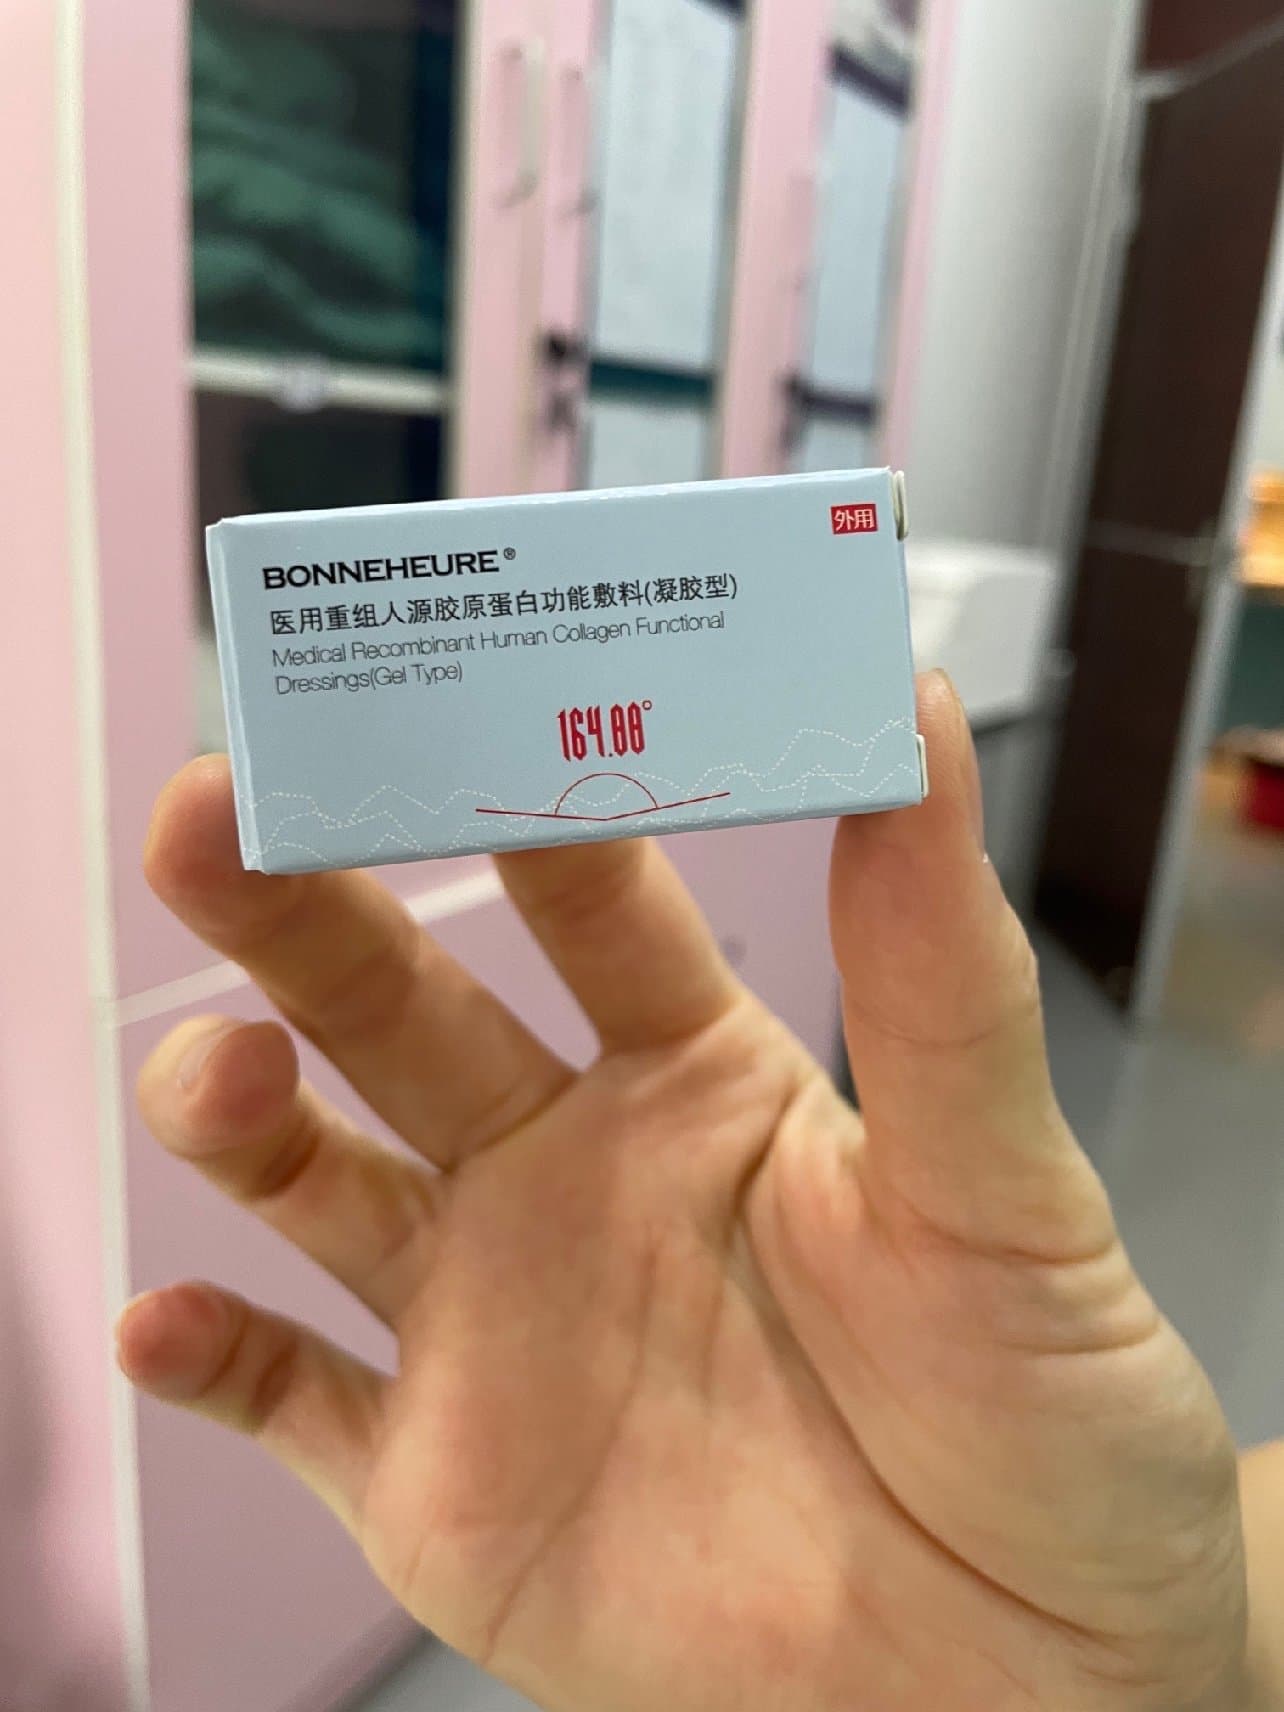 外用
BONNEHEURE®
医用重组人源胶原蛋白功能敷料(凝胶型)
Medical Recombinant Human Collagen Functional
Dressings(Gel Type)
164.88°